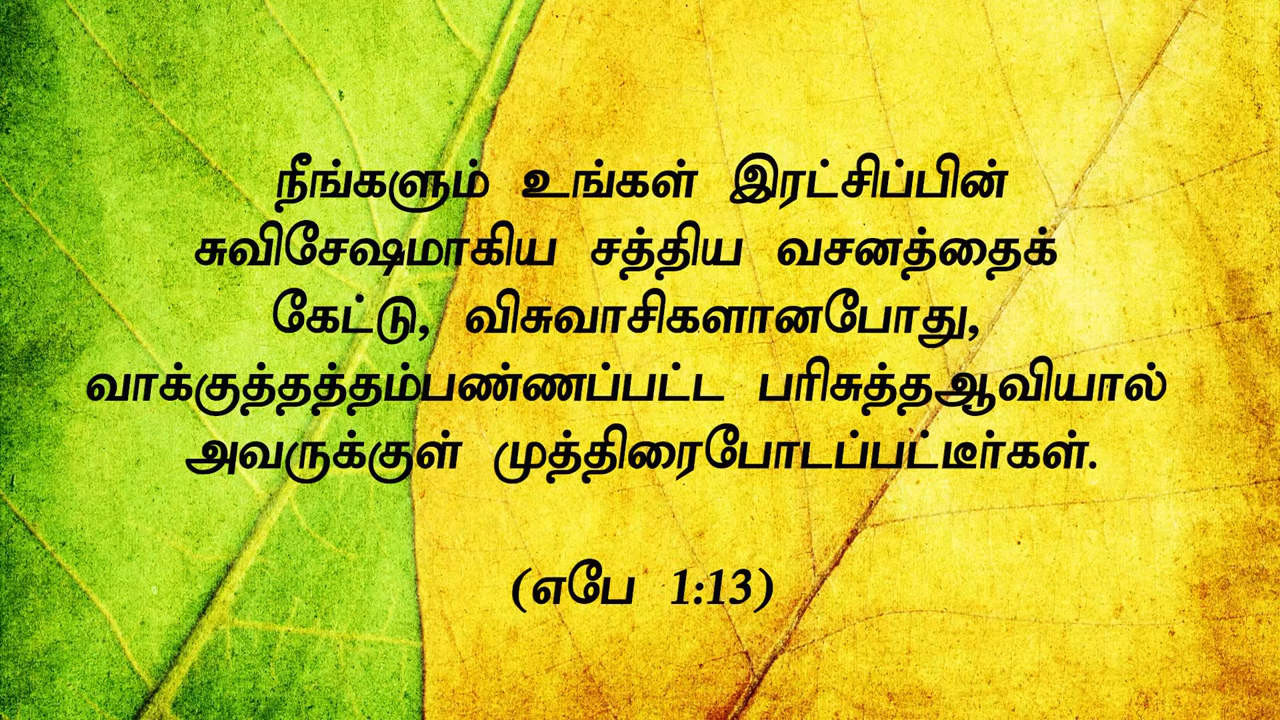 நீங்களும் உங்கள் இரட்சிப்பின்
சுவிசேஷமாகிய சத்திய வசனத்தைக்
கேட்டு, விசுவாசிகளானபோது,
வாக்குத்தத்தம்பண்ணப்பட்ட பரிசுத்தஆவியால்
அவருக்குள் முத்திரைபோடப்பட்டீர்கள்.
(எபே 1:13)